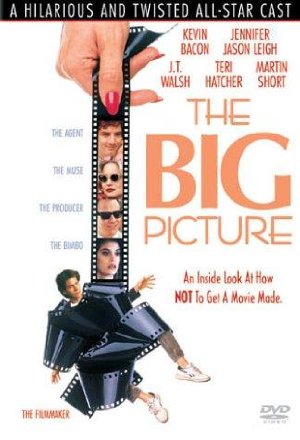 A HILARIOUS AND TWISTED ALL-STAR CAST
KEVIN BACON
JENNIFER JASON LEIGH
J.T. WALSH
TERI HATCHER
MARTIN SHORT
THE
BIG
PICTURE
THE AGENT
THE MUSE
THE PRODUCER
THE BIMBO
An Inside Look At How
NOT To Get A Movie Made.
THE FILMMAKER
DVD
VIDEO